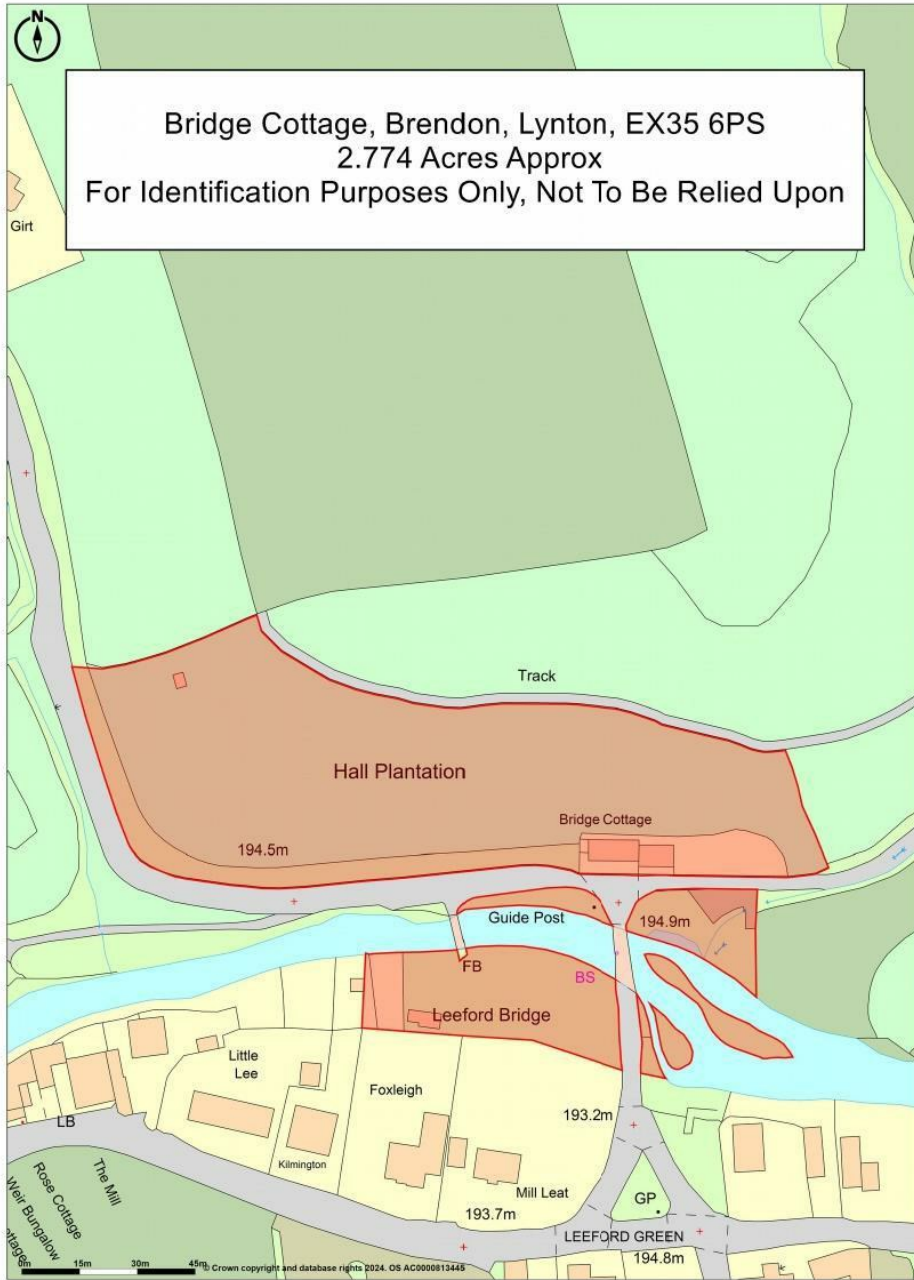 N
Bridge Cottage, Brendon, Lynton, EX35 6PS
2.774 Acres Approx
For Identification Purposes Only, Not To Be Relied Upon
Girt
Track
Hall Plantation
Bridge Cottage
194.5m
Guide Post
194.9m
FB
BS
Leeford Bridge
Little
Lee
Foxleigh
193.2m
LB
Kilmington
The Mill
Rose Cottage
Weir Bungalow
ottage
Mill Leat
193.7m
GP
LEEFORD GREEN
194.8m
0m 15m 30m 45m
© Crown copyright and database rights 2024. OS AC0000813445